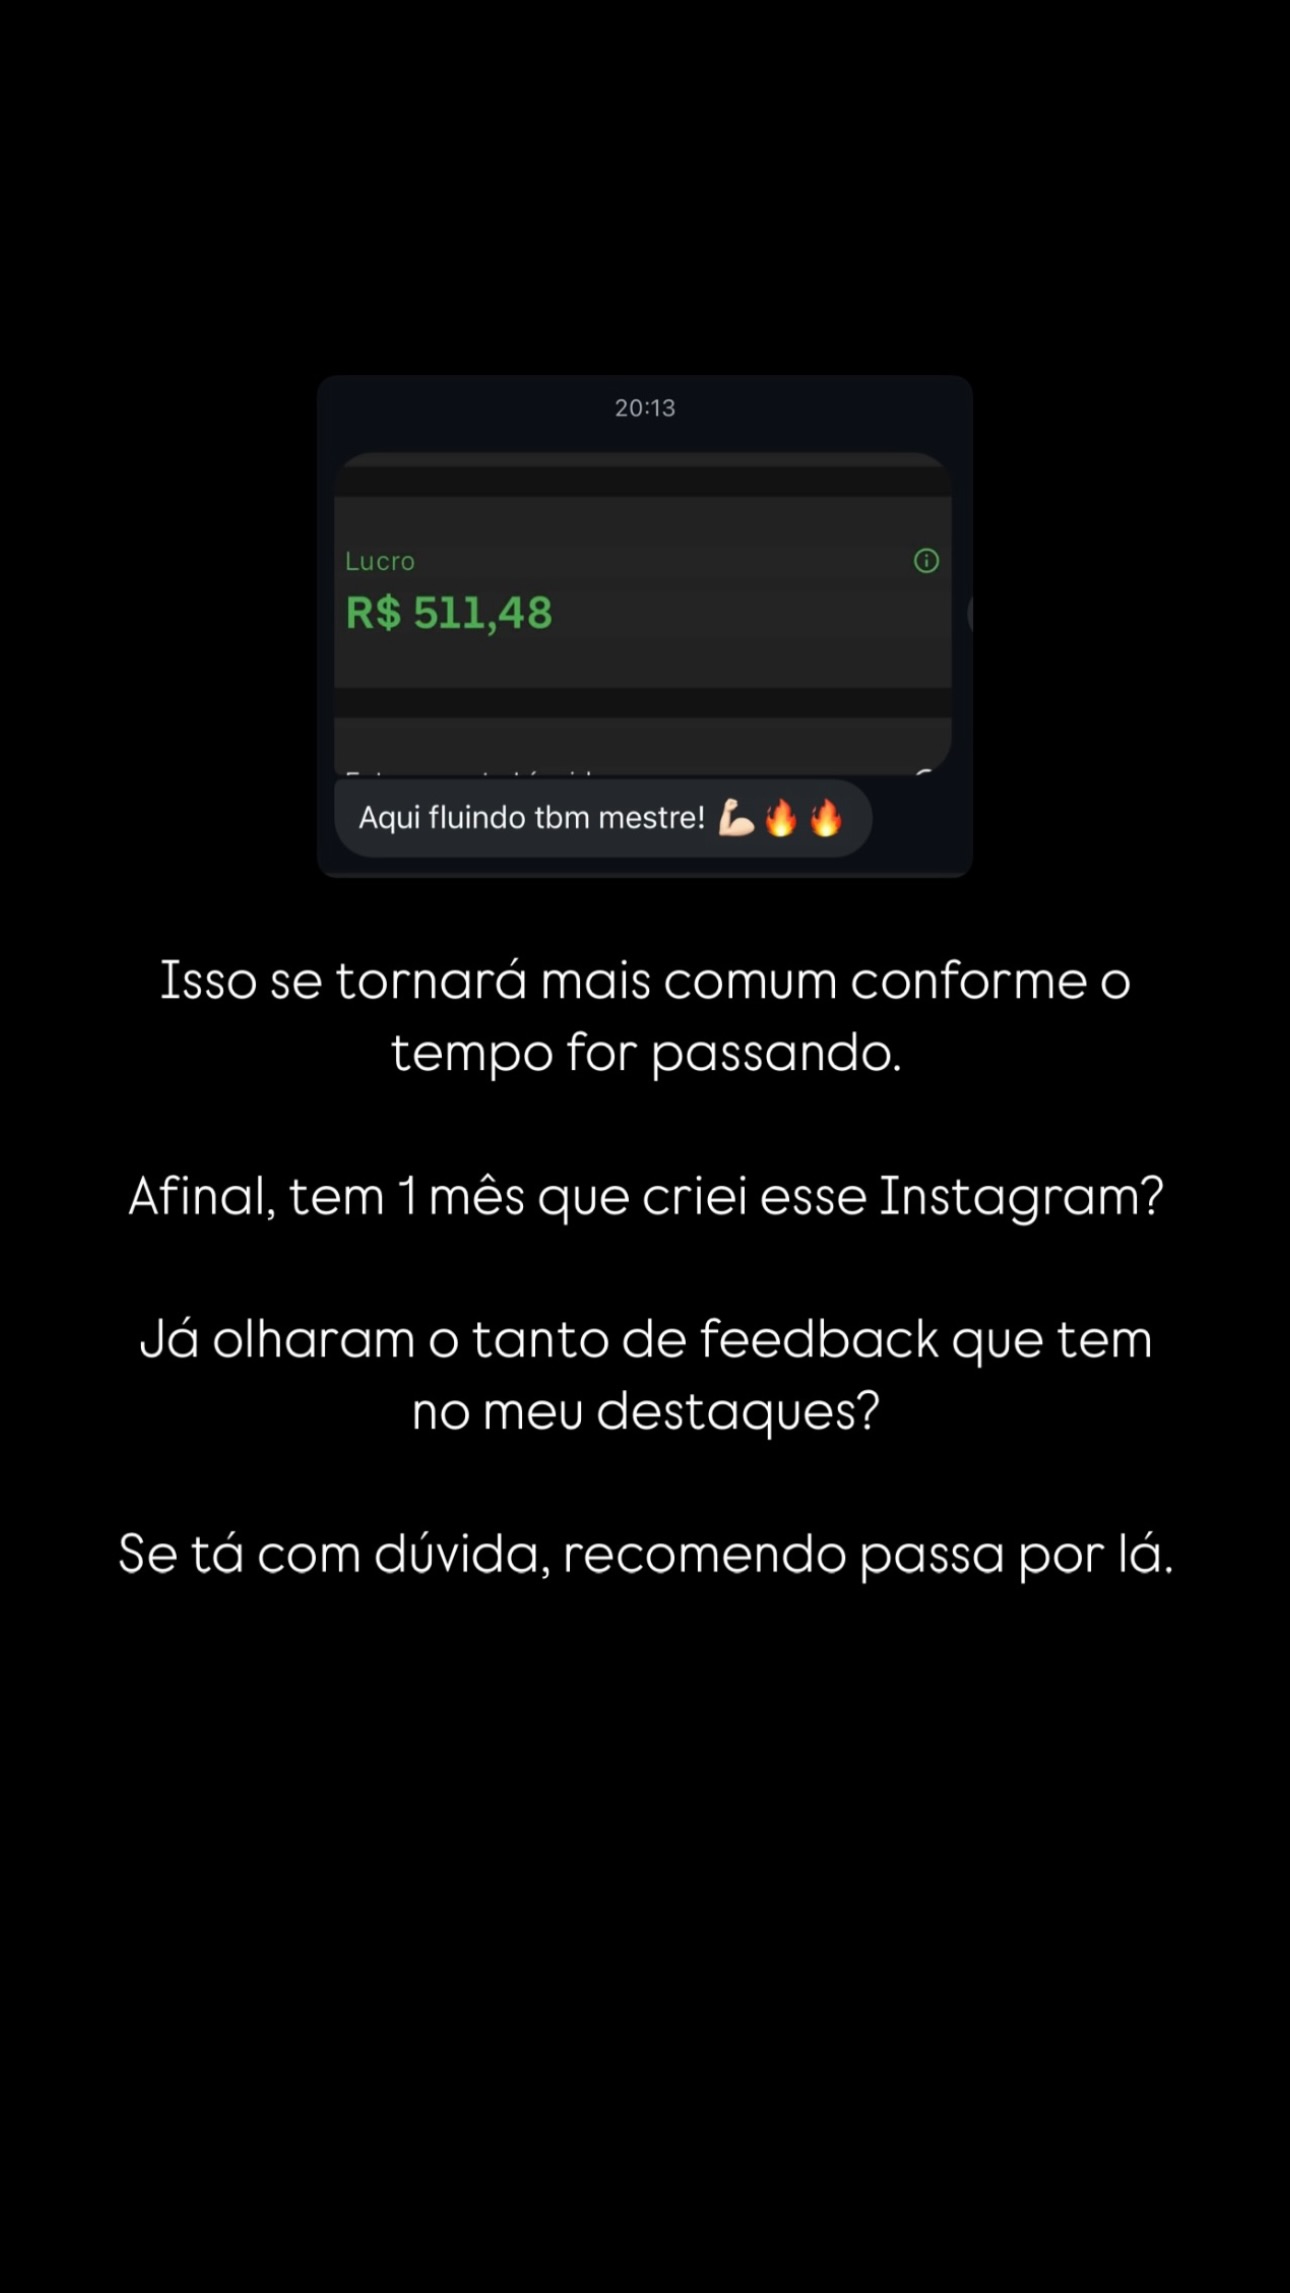 20:13
Lucro
R$ 511,48
Aqui fluindo tbm mestre! 💪🏻🔥🔥
Isso se tornará mais comum conforme o
tempo for passando.
Afinal, tem 1 mês que criei esse Instagram?
Já olharam o tanto de feedback que tem
no meu destaques?
Se tá com dúvida, recomendo passa por lá.